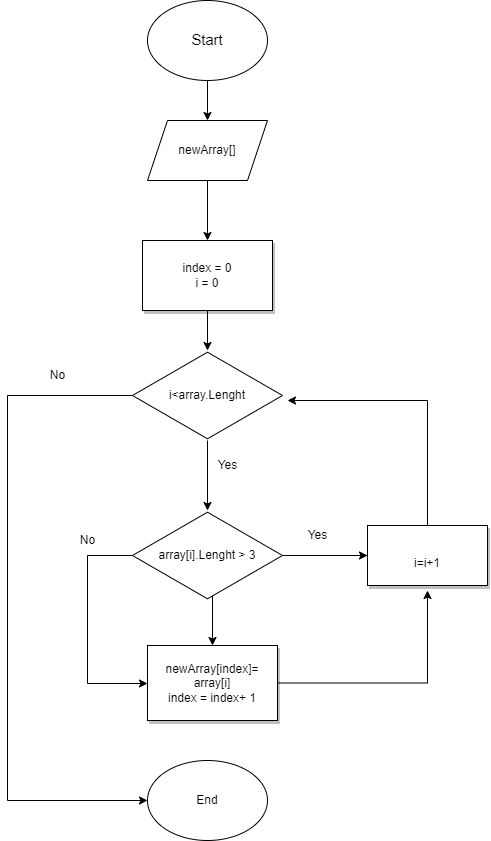 Start
newArray[]
index = 0
i = 0
No
i<array.Lenght
Yes
No
array[i].Lenght > 3
Yes
i=i+1
newArray[index]=
array[i]
index = index+ 1
End